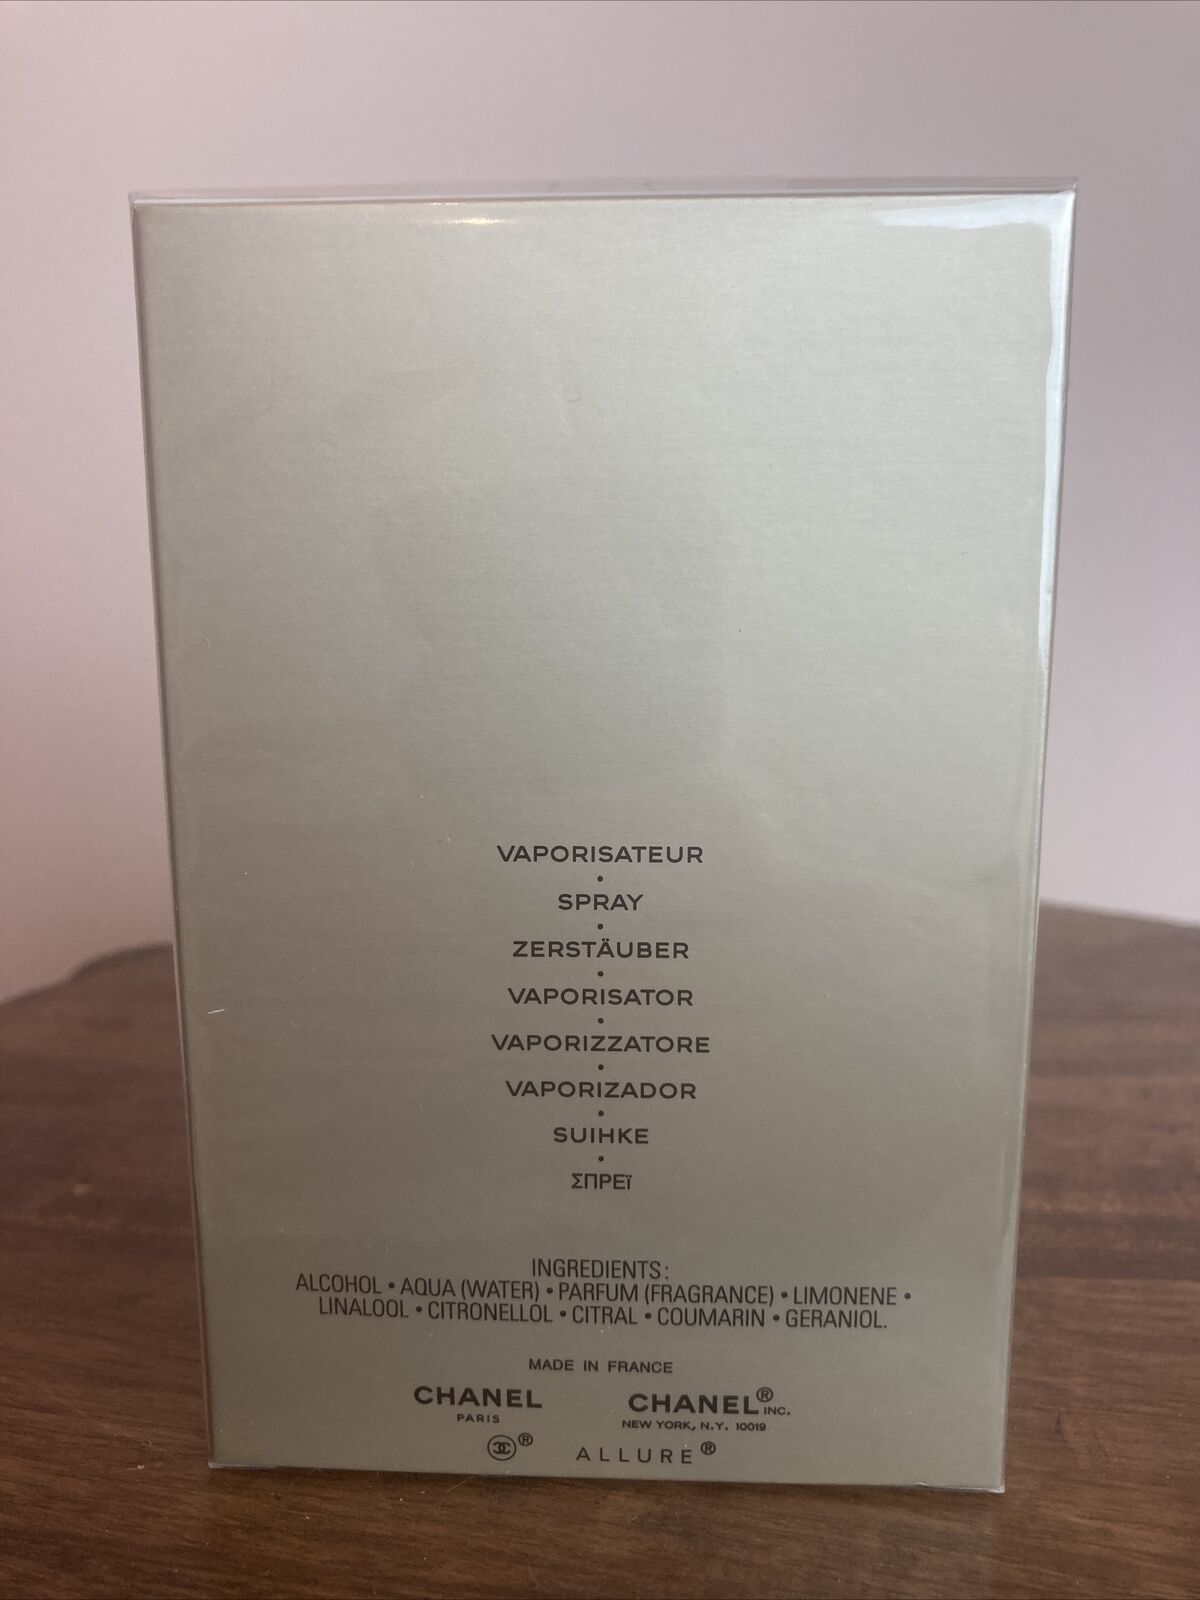 VAPORISATEUR
•
SPRAY
•
ZERSTÄUBER
•
VAPORISATOR
•
VAPORIZZATORE
•
VAPORIZADOR
•
SUIHKE
•
ΣΠΡΕϊ
INGREDIENTS:
ALCOHOL • AQUA (WATER) • PARFUM (FRAGRANCE) • LIMONENE •
LINALOOL • CITRONELLOL • CITRAL • COUMARIN • GERANIOL.
MADE IN FRANCE
CHANEL CHANEL® INC.
PARIS NEW YORK, N.Y. 10019
® ALLURE®